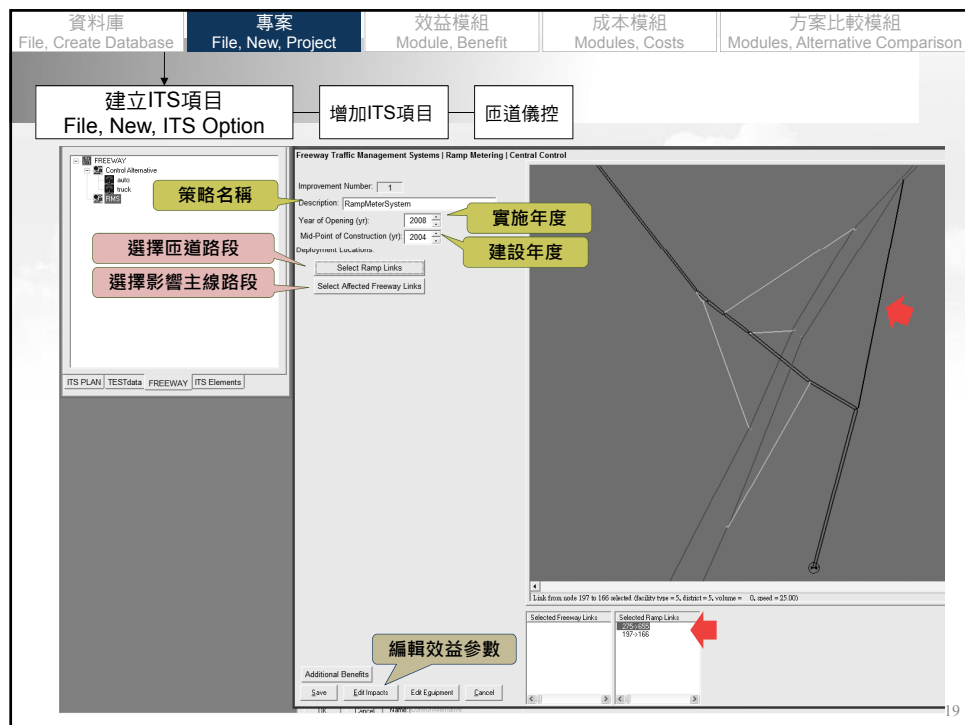 資料庫
File, Create Database
專案
File, New, Project
效益模組
Module, Benefit
成本模組
Modules, Costs
方案比較模組
Modules, Alternative Comparison
建立ITS項目
File, New, ITS Option
增加ITS項目
匝道儀控
FREEWAY
Control Alternative
auto
truck
RMS
ITS PLAN TESTdata FREEWAY ITS Elements
Freeway Traffic Management Systems | Ramp Metering | Central Control
Improvement Number: 1
策略名稱
Description: RampMeterSystem
Year of Opening (yr): 2008
實施年度
Mid-Point of Construction (yr): 2004
建設年度
Deployment Locations:
選擇匝道路段
Select Ramp Links
選擇影響主線路段
Select Affected Freeway Links
Link from node 197 to 166 selected (facility type = 5, district = 5, volume = 0, speed = 25.00)
Selected Freeway Links
Selected Ramp Links
197->166
編輯效益參數
Additional Benefits
Save Edit Impacts Edit Equipment Cancel
OK Cancel Name: Control Alternative
19